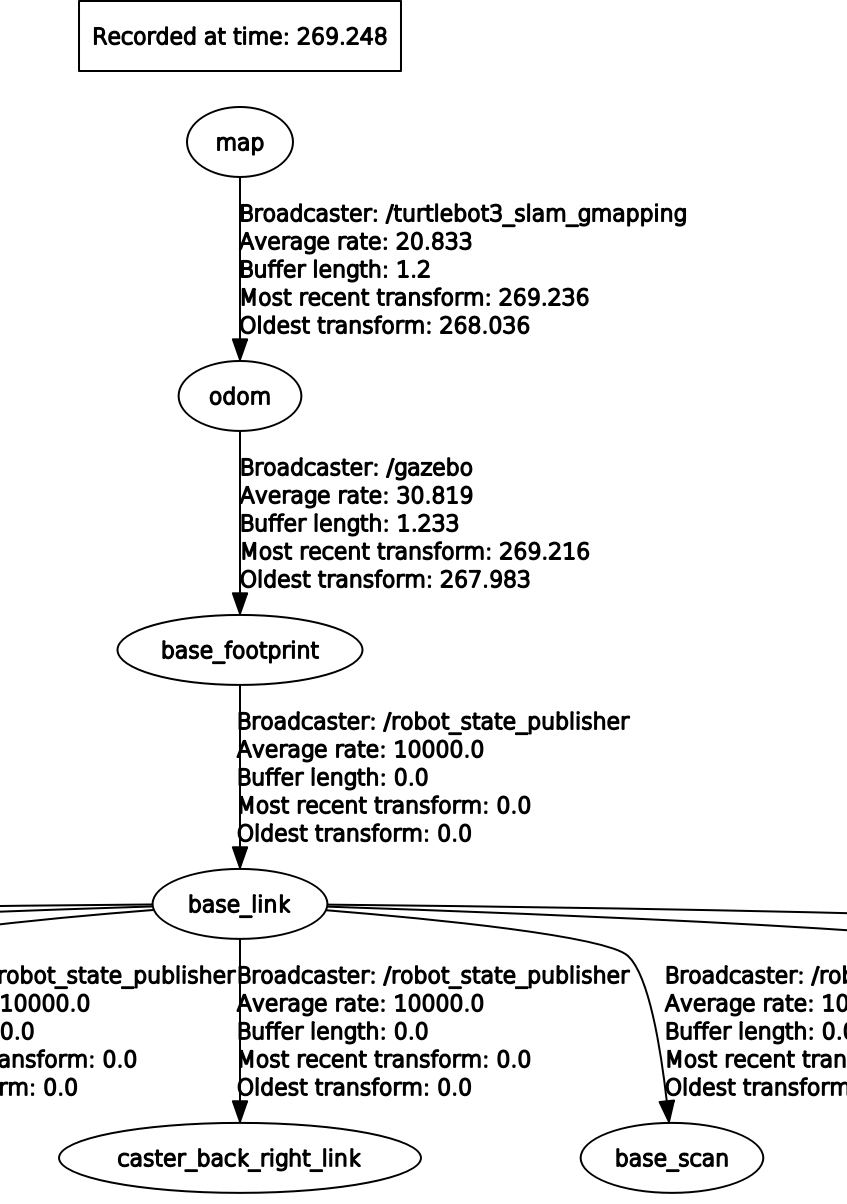 Recorded at time: 269.248
map
Broadcaster: /turtlebot3_slam_gmapping
Average rate: 20.833
Buffer length: 1.2
Most recent transform: 269.236
Oldest transform: 268.036
odom
Broadcaster: /gazebo
Average rate: 30.819
Buffer length: 1.233
Most recent transform: 269.216
Oldest transform: 267.983
base_footprint
Broadcaster: /robot_state_publisher
Average rate: 10000.0
Buffer length: 0.0
Most recent transform: 0.0
Oldest transform: 0.0
base_link
robot_state_publisher
10000.0
0.0
ansform: 0.0
rm: 0.0
Broadcaster: /robot_state_publisher
Average rate: 10000.0
Buffer length: 0.0
Most recent transform: 0.0
Oldest transform: 0.0
Broadcaster: /rob
Average rate: 10
Buffer length: 0.0
Most recent tran
Oldest transform
caster_back_right_link
base_scan